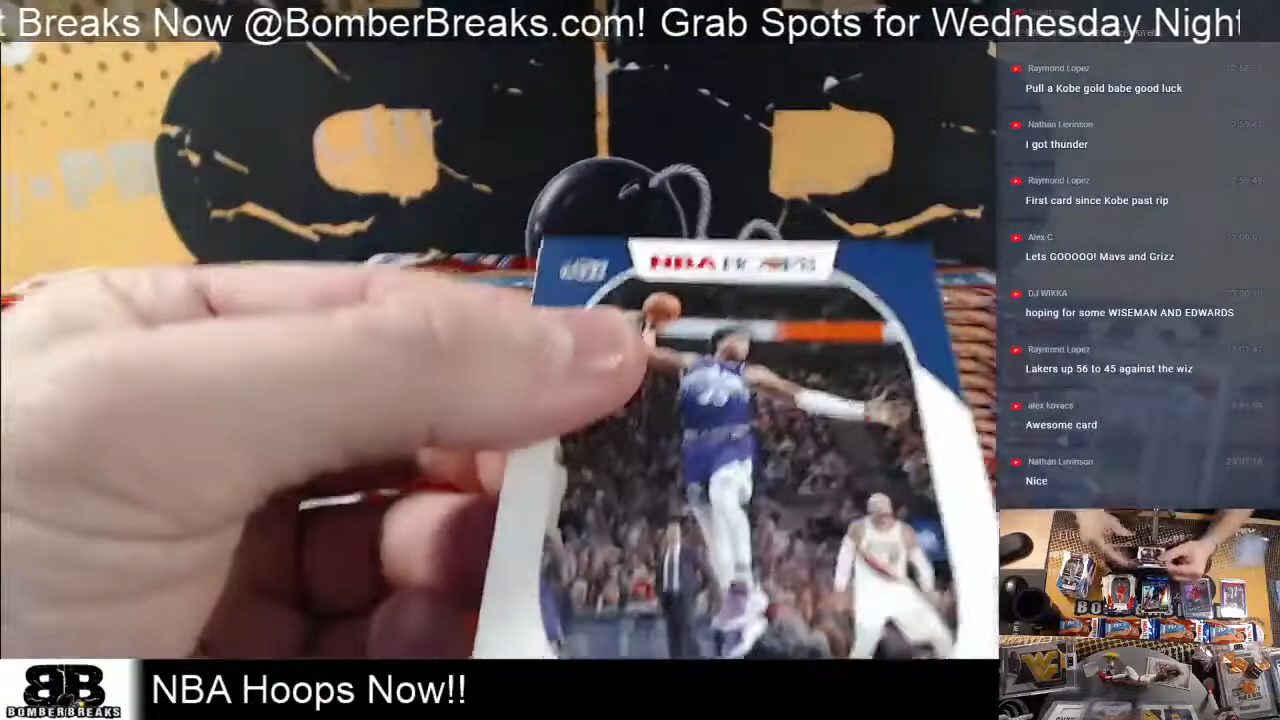 t Breaks Now @BomberBreaks.com! Grab Spots for Wednesday Night
Raymond Lopez
Pull a Kobe gold babe good luck
Nathan Levinson
I got thunder
Raymond Lopez
First card since Kobe past rip
Alex C
Lets GOOOOO! Mavs and Grizz
DJ WIKKA
hoping for some WISEMAN AND EDWARDS
Raymond Lopez
Lakers up 56 to 45 against the wiz
alex kovacs
Awesome card
Nathan Levinson
Nice
NBA HOOPS
BB
BOMBERBREAKS
NBA Hoops Now!!